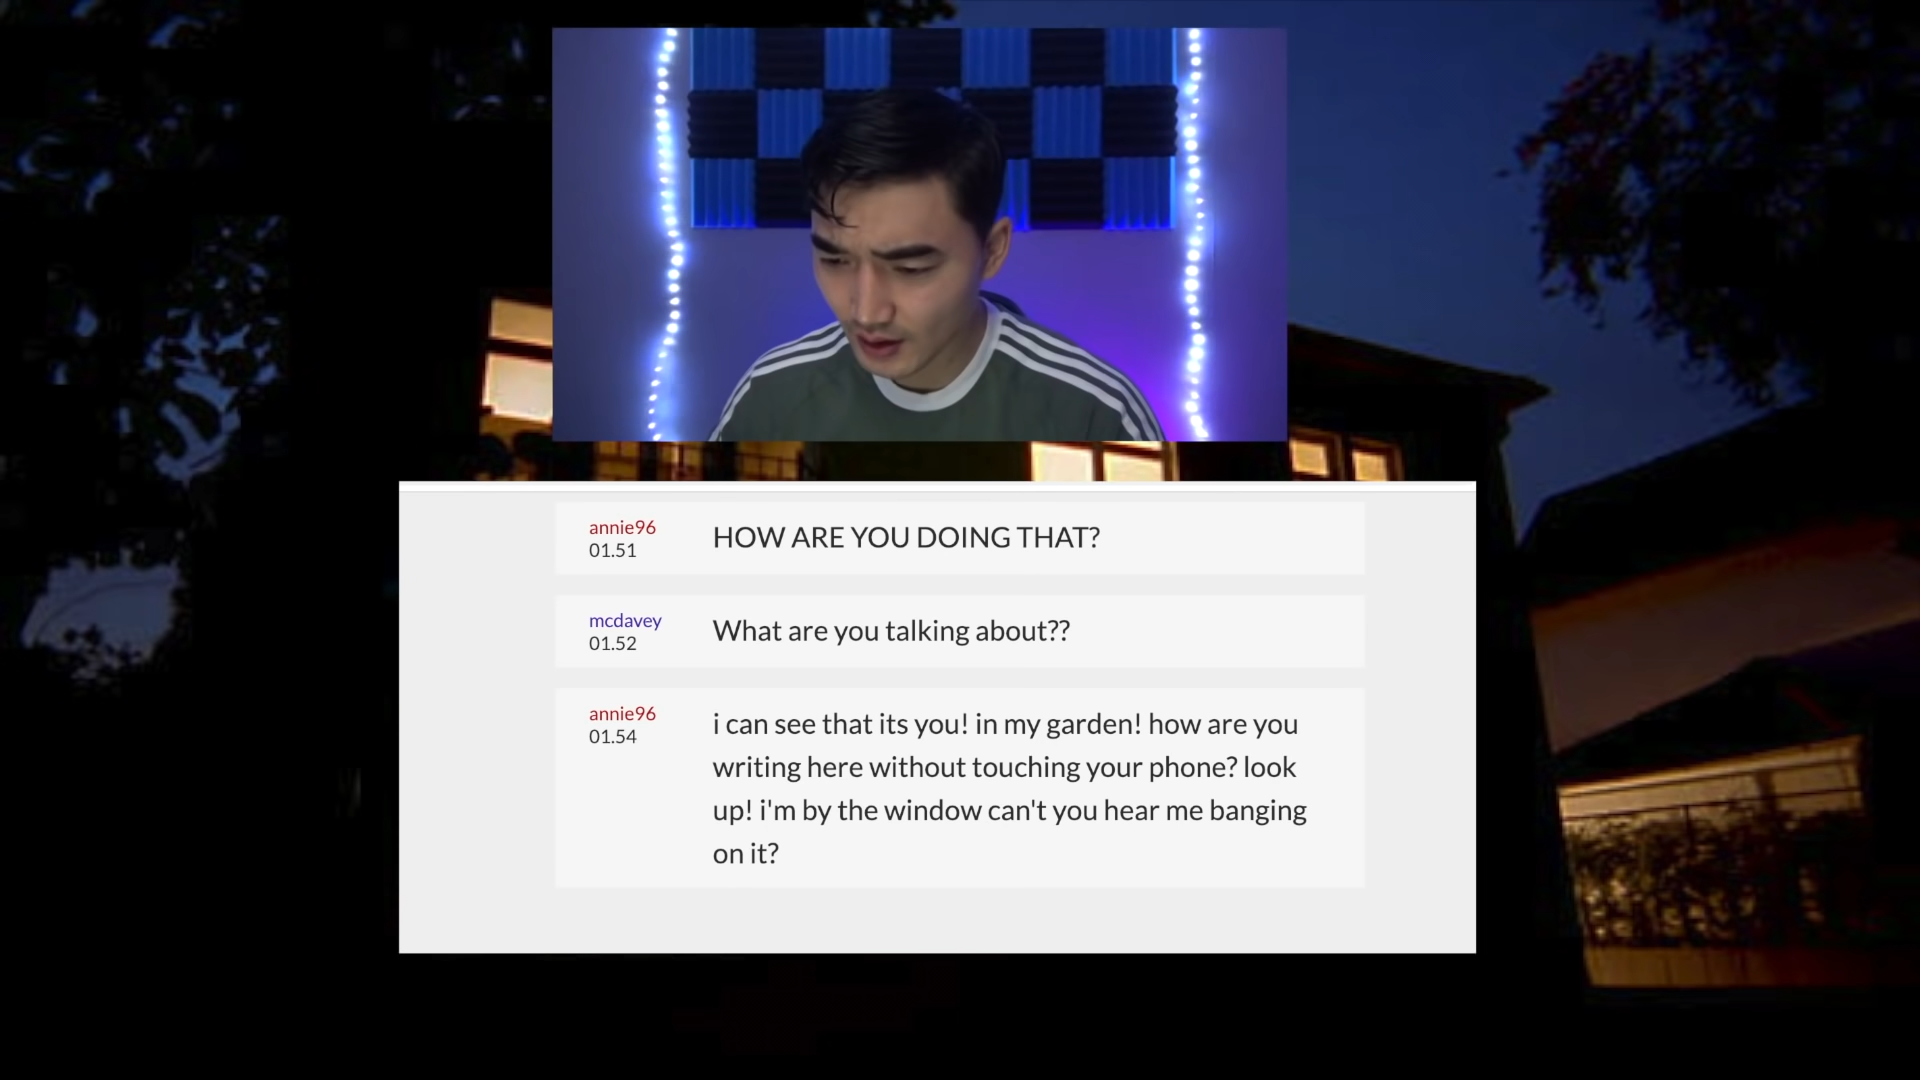 annie96
01.51
HOW ARE YOU DOING THAT?
mcdavey
01.52
What are you talking about??
annie96
01.54
i can see that its you! in my garden! how are you
writing here without touching your phone? look
up! i'm by the window can't you hear me banging
on it?